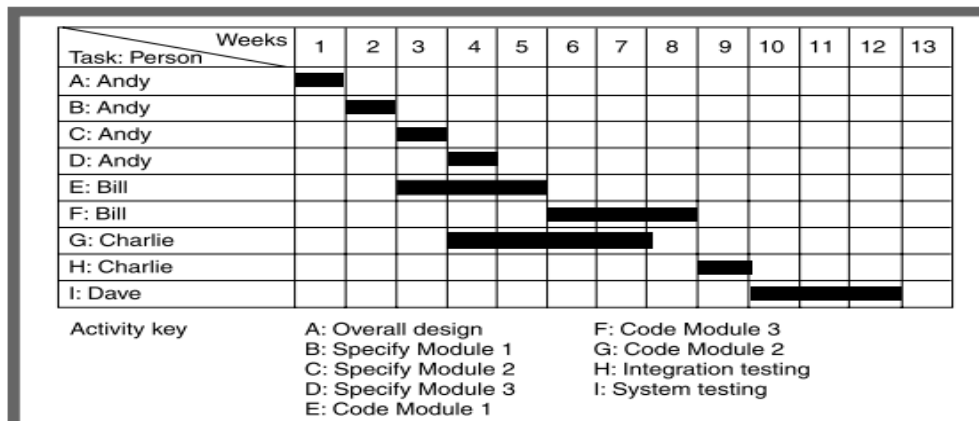 Weeks 1 2 3 4 5 6 7 8 9 10 11 12 13
Task: Person
A: Andy
B: Andy
C: Andy
D: Andy
E: Bill
F: Bill
G: Charlie
H: Charlie
I: Dave
Activity key A: Overall design F: Code Module 3
B: Specify Module 1 G: Code Module 2
C: Specify Module 2 H: Integration testing
D: Specify Module 3 I: System testing
E: Code Module 1